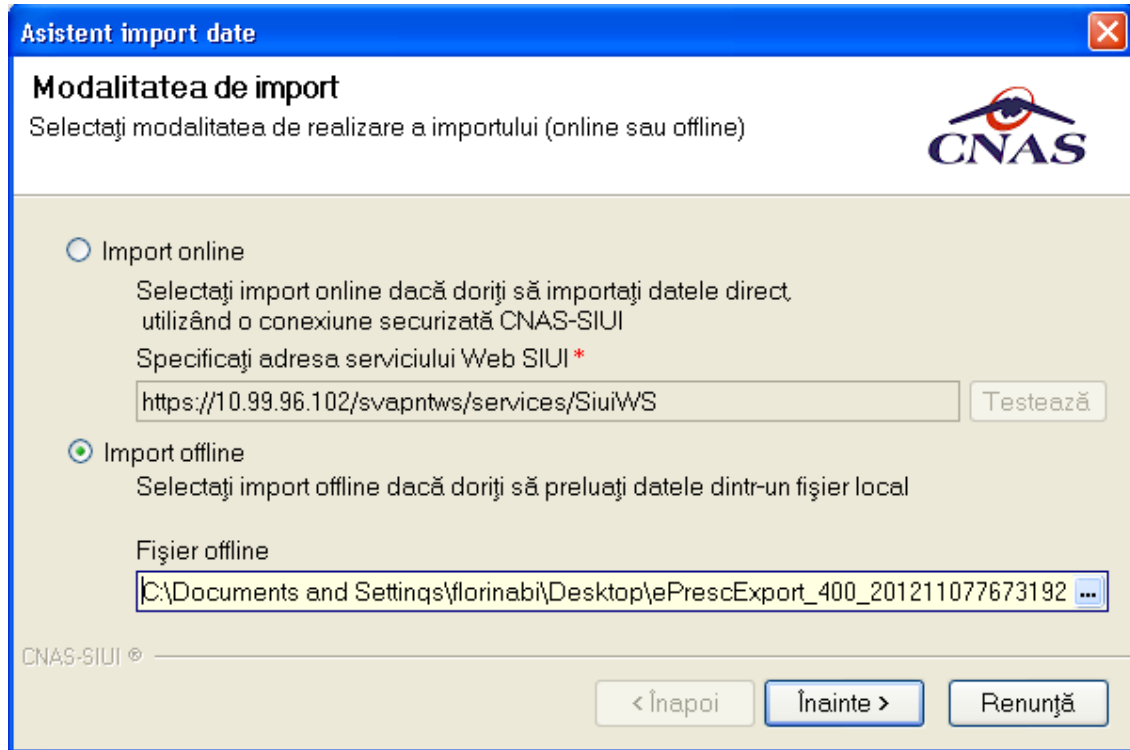 Asistent import date
Modalitatea de import
Selectaţi modalitatea de realizare a importului (online sau offline)
CNAS
Import online
Selectaţi import online dacă doriţi să importaţi datele direct,
utilizând o conexiune securizată CNAS-SIUI
Specificaţi adresa serviciului Web SIUI *
https://10.99.96.102/svapntws/services/SiuiWS Testează
Import offline
Selectaţi import offline dacă doriţi să preluaţi datele dintr-un fişier local
Fişier offline
C:\Documents and Settings\florinabi\Desktop\ePrescExport_400_201211077673192 ...
CNAS-SIUI ®
< Înapoi Înainte > Renunţă